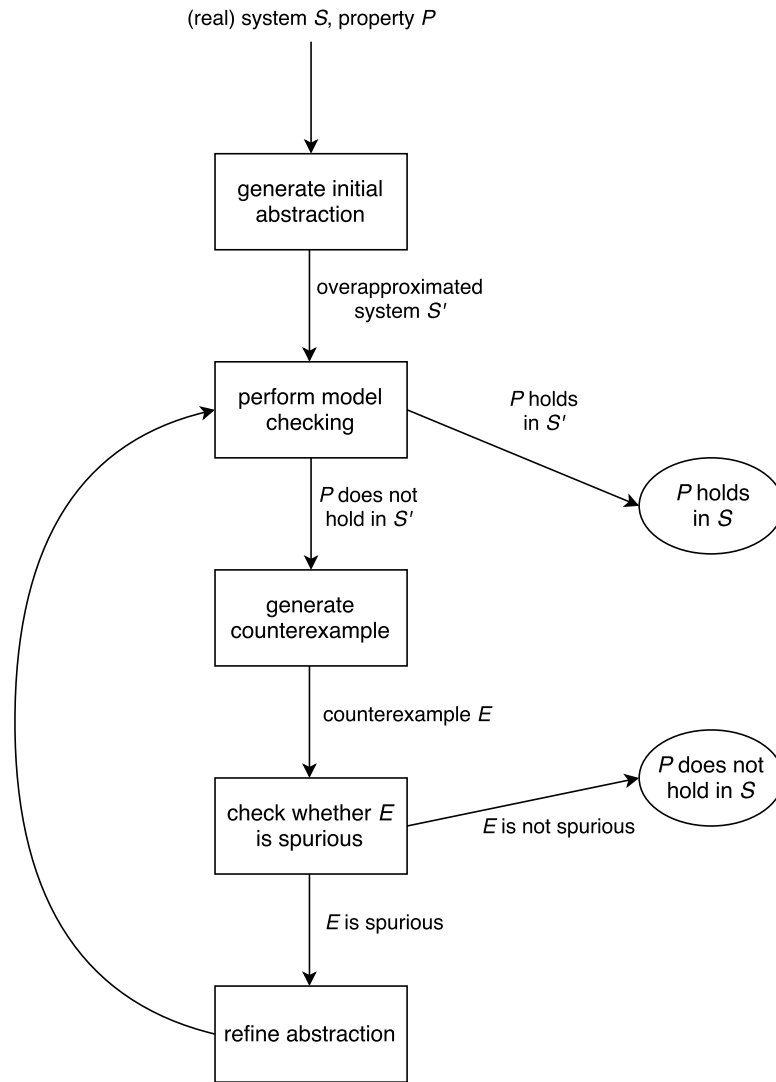 (real) system S, property P
generate initial
abstraction
overapproximated
system S'
perform model
checking
P holds
in S'
P holds
in S
P does not
hold in S'
generate
counterexample
counterexample E
P does not
hold in S
check whether E
is spurious
E is not spurious
E is spurious
refine abstraction